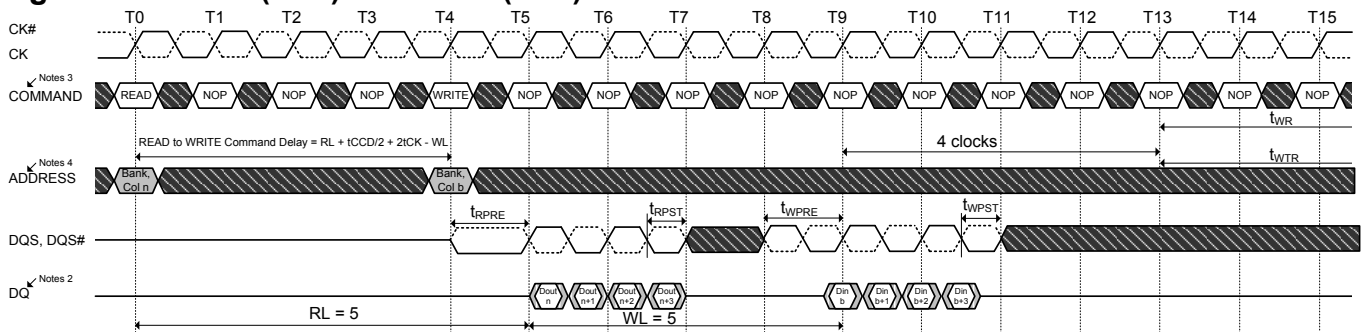 T0 T1 T2 T3 T4 T5 T6 T7 T8 T9 T10 T11 T12 T13 T14 T15
CK#
CK
Notes 3
COMMAND READ NOP NOP NOP WRITE NOP NOP NOP NOP NOP NOP NOP NOP NOP NOP NOP
tWR
READ to WRITE Command Delay = RL + tCCD/2 + 2tCK - WL
4 clocks
tWTR
Notes 4
ADDRESS Bank, Col n Bank, Col b
tRPRE tRPST tWPRE tWPST
DQS, DQS#
Notes 2
DQ Dout n Dout n+1 Dout n+2 Dout n+3 Din b Din b+1 Din b+2 Din b+3
RL = 5 WL = 5